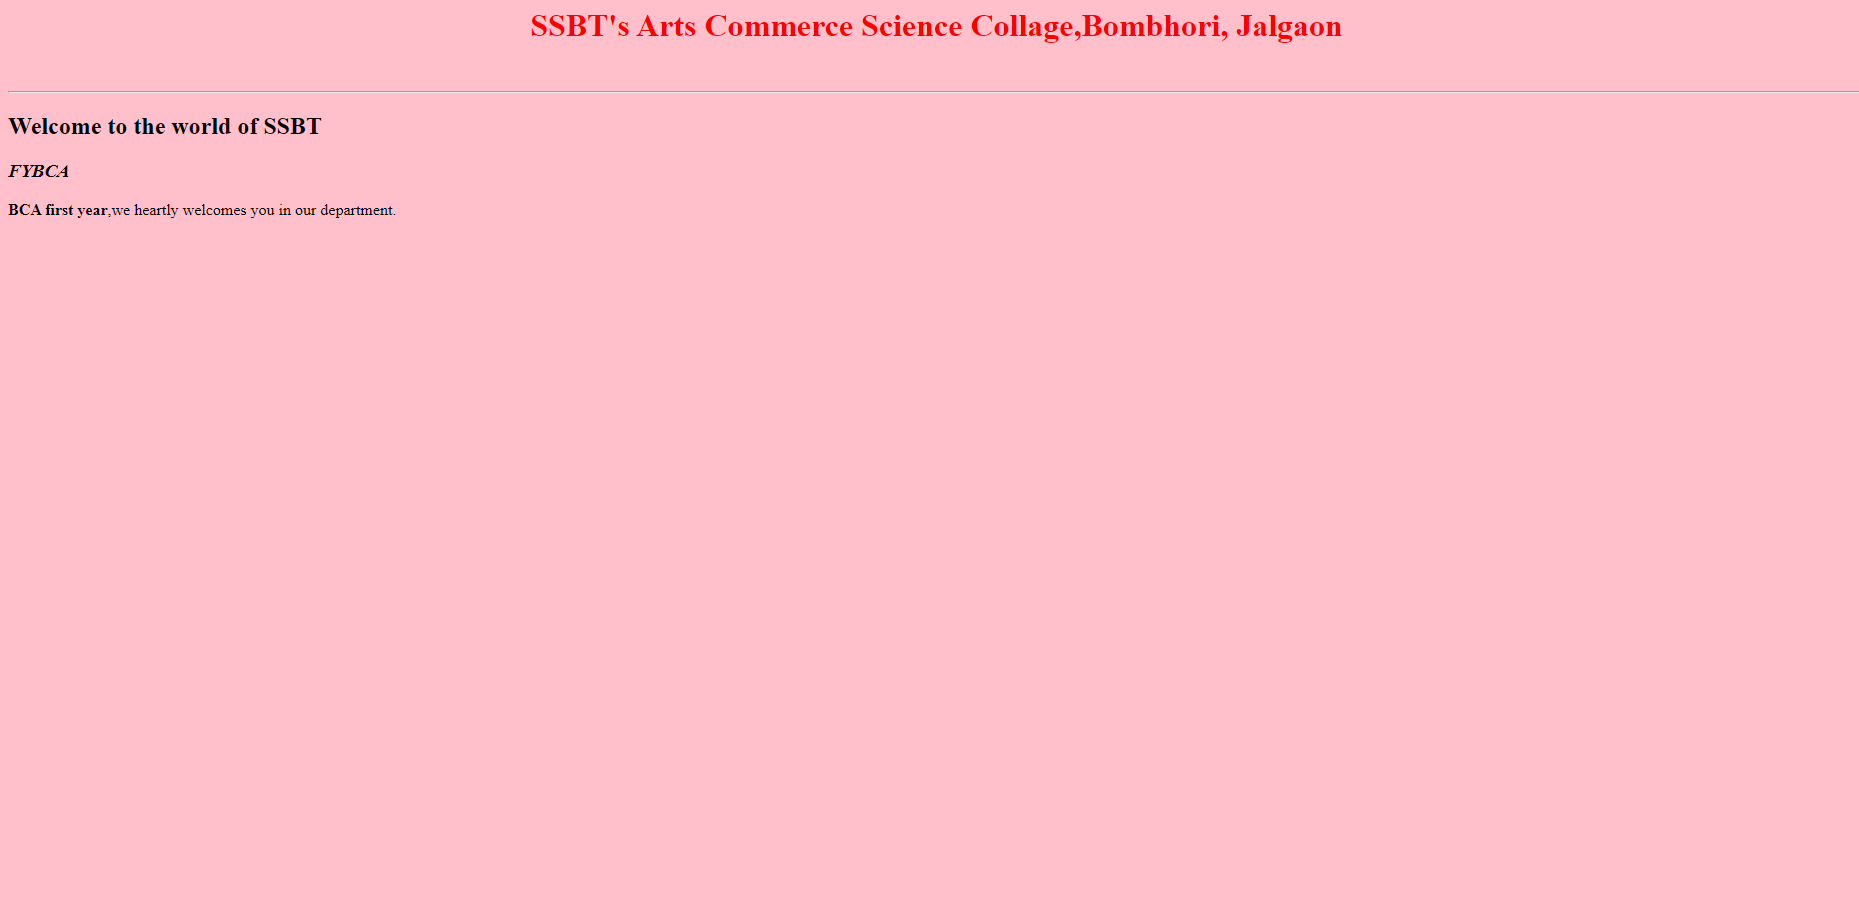 SSBT's Arts Commerce Science Collage,Bombhori, Jalgaon
Welcome to the world of SSBT
FYBCA
BCA first year,we heartly welcomes you in our department.